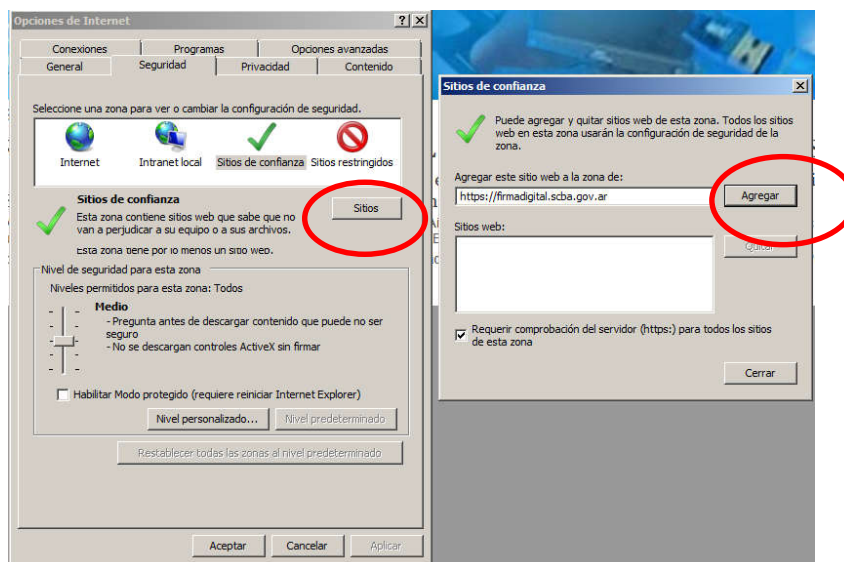 Opciones de Internet
Conexiones Programas Opciones avanzadas
General Seguridad Privacidad Contenido
Seleccione una zona para ver o cambiar la configuración de seguridad.
Internet Intranet local Sitios de confianza Sitios restringidos
Sitios de confianza
Sitios
Esta zona contiene sitios web que sabe que no
van a perjudicar a su equipo o a sus archivos.
Esta zona tiene por lo menos un sitio web.
Nivel de seguridad para esta zona
Niveles permitidos para esta zona: Todos
Medio
- Pregunta antes de descargar contenido que puede no ser
seguro
- No se descargan controles ActiveX sin firmar
Habilitar Modo protegido (requiere reiniciar Internet Explorer)
Nivel personalizado... Nivel predeterminado
Restablecer todas las zonas al nivel predeterminado
Aceptar Cancelar Aplicar
Sitios de confianza
Puede agregar y quitar sitios web de esta zona. Todos los sitios
web en esta zona usarán la configuración de seguridad de la
zona.
Agregar este sitio web a la zona de:
https://firmadigital.scba.gov.ar Agregar
Sitios web:
Quitar
Requerir comprobación del servidor (https:) para todos los sitios
de esta zona
Cerrar